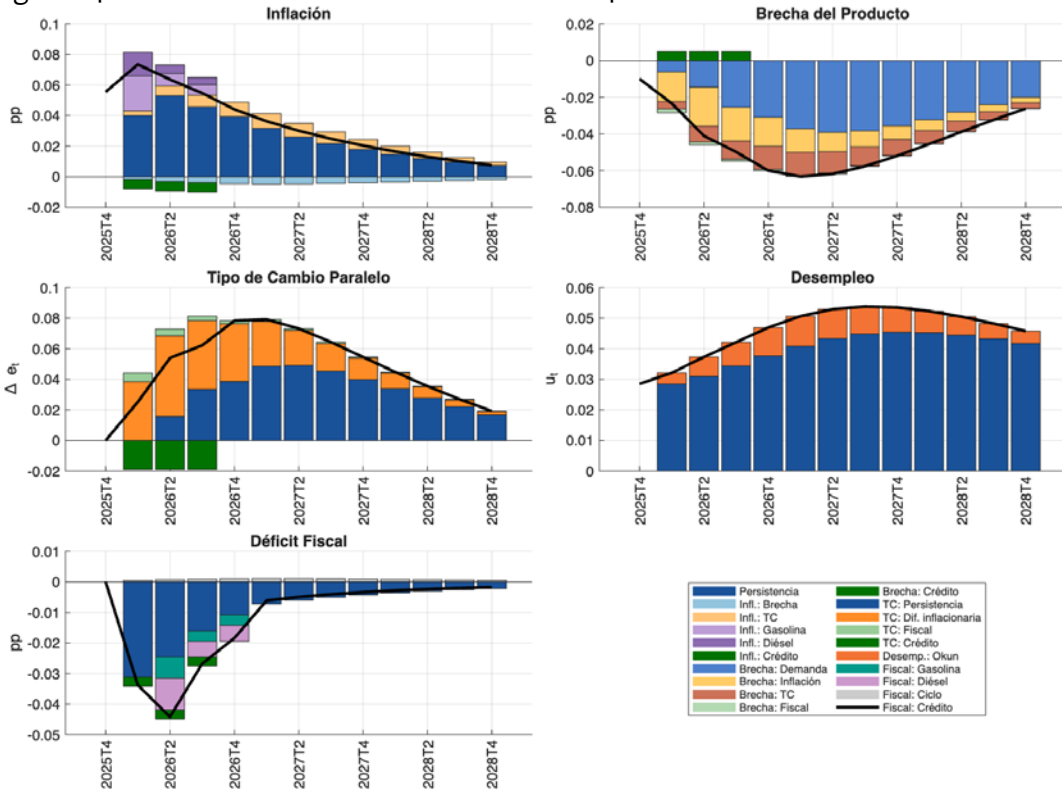 Inflación
0.1
0.08
0.06
0.04
0.02
0
-0.02
pp
2025T4
2026T2
2026T4
2027T2
2027T4
2028T2
2028T4
Brecha del Producto
0.02
0
-0.02
-0.04
-0.06
-0.08
pp
2025T4
2026T2
2026T4
2027T2
2027T4
2028T2
2028T4
Tipo de Cambio Paralelo
0.1
0.08
0.06
0.04
0.02
0
-0.02
Δ et
2025T4
2026T2
2026T4
2027T2
2027T4
2028T2
2028T4
Desempleo
0.06
0.05
0.04
0.03
0.02
0.01
0
ut
2025T4
2026T2
2026T4
2027T2
2027T4
2028T2
2028T4
Déficit Fiscal
0.01
0
-0.01
-0.02
-0.03
-0.04
-0.05
pp
2025T4
2026T2
2026T4
2027T2
2027T4
2028T2
2028T4
Persistencia
Infl.: Brecha
Infl.: TC
Infl.: Gasolina
Infl.: Diésel
Infl.: Crédito
Brecha: Demanda
Brecha: Inflación
Brecha: TC
Brecha: Fiscal
Brecha: Crédito
TC: Persistencia
TC: Dif. inflacionaria
TC: Fiscal
TC: Crédito
Desemp.: Okun
Fiscal: Gasolina
Fiscal: Diésel
Fiscal: Ciclo
Fiscal: Crédito